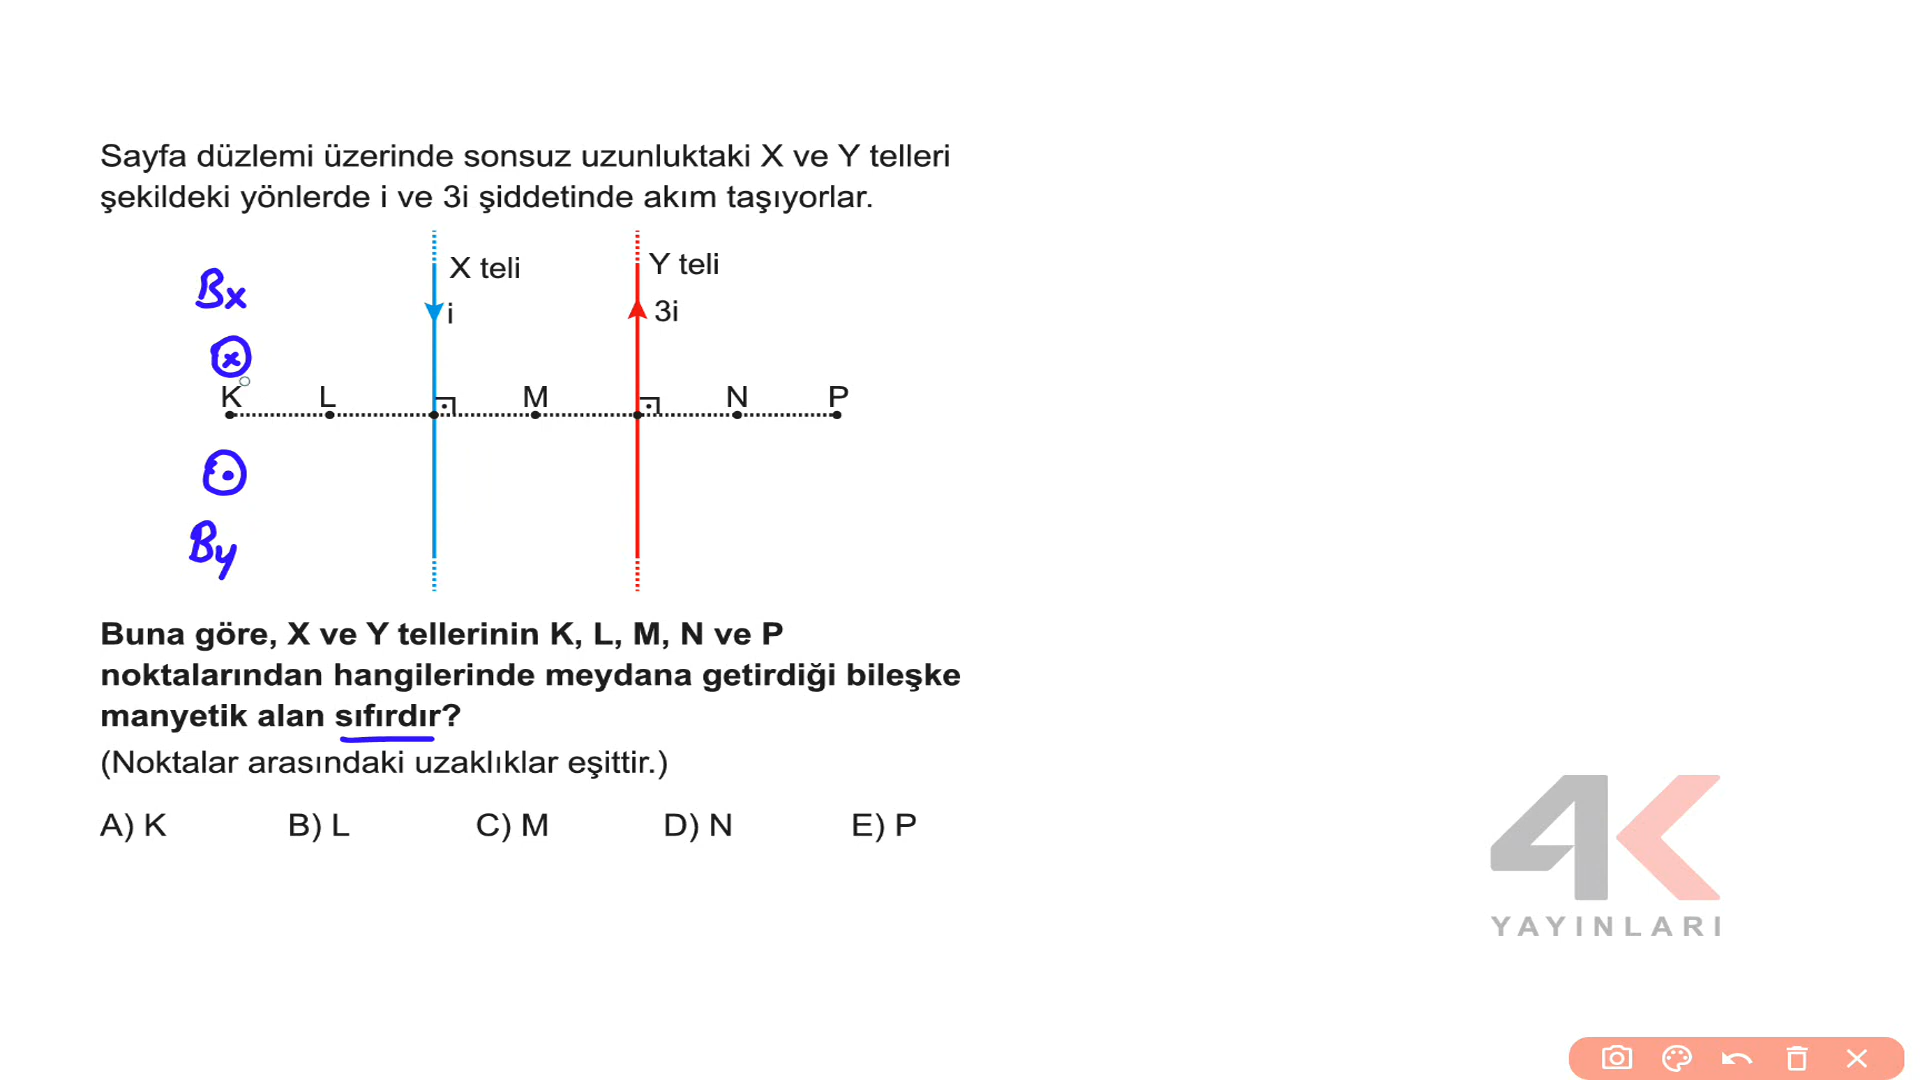 Sayfa düzlemi üzerinde sonsuz uzunluktaki X ve Y telleri
şekildeki yönlerde i ve 3i şiddetinde akım taşıyorlar.
X teli
Y teli
Bx
i
3i
K
L
M
N
P
By
Buna göre, X ve Y tellerinin K, L, M, N ve P
noktalarından hangilerinde meydana getirdiği bileşke
manyetik alan sıfırdır?
(Noktalar arasındaki uzaklıklar eşittir.)
A) K B) L C) M D) N E) P
4K
YAYINLARI